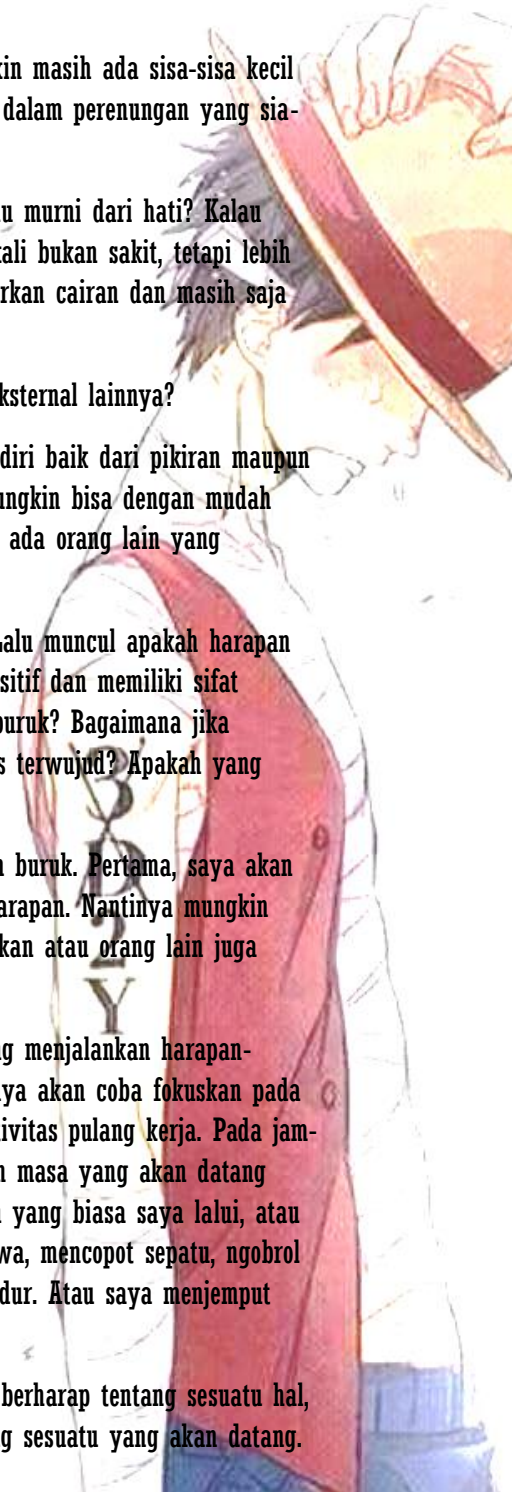 kin masih ada sisa-sisa kecil
dalam perenungan yang sia-
u murni dari hati? Kalau
kali bukan sakit, tetapi lebih
rkan cairan dan masih saja
ksternal lainnya?
diri baik dari pikiran maupun
ungkin bisa dengan mudah
ada orang lain yang
Lalu muncul apakah harapan
sitif dan memiliki sifat
buruk? Bagaimana jika
s terwujud? Apakah yang
n buruk. Pertama, saya akan
arapan. Nantinya mungkin
kan atau orang lain juga
g menjalankan harapan-
ya akan coba fokuskan pada
ivitas pulang kerja. Pada jam-
n masa yang akan datang
n yang biasa saya lalui, atau
wa, mencopot sepatu, ngobrol
dur. Atau saya menjemput
berharap tentang sesuatu hal,
g sesuatu yang akan datang.
3
D
2
Y